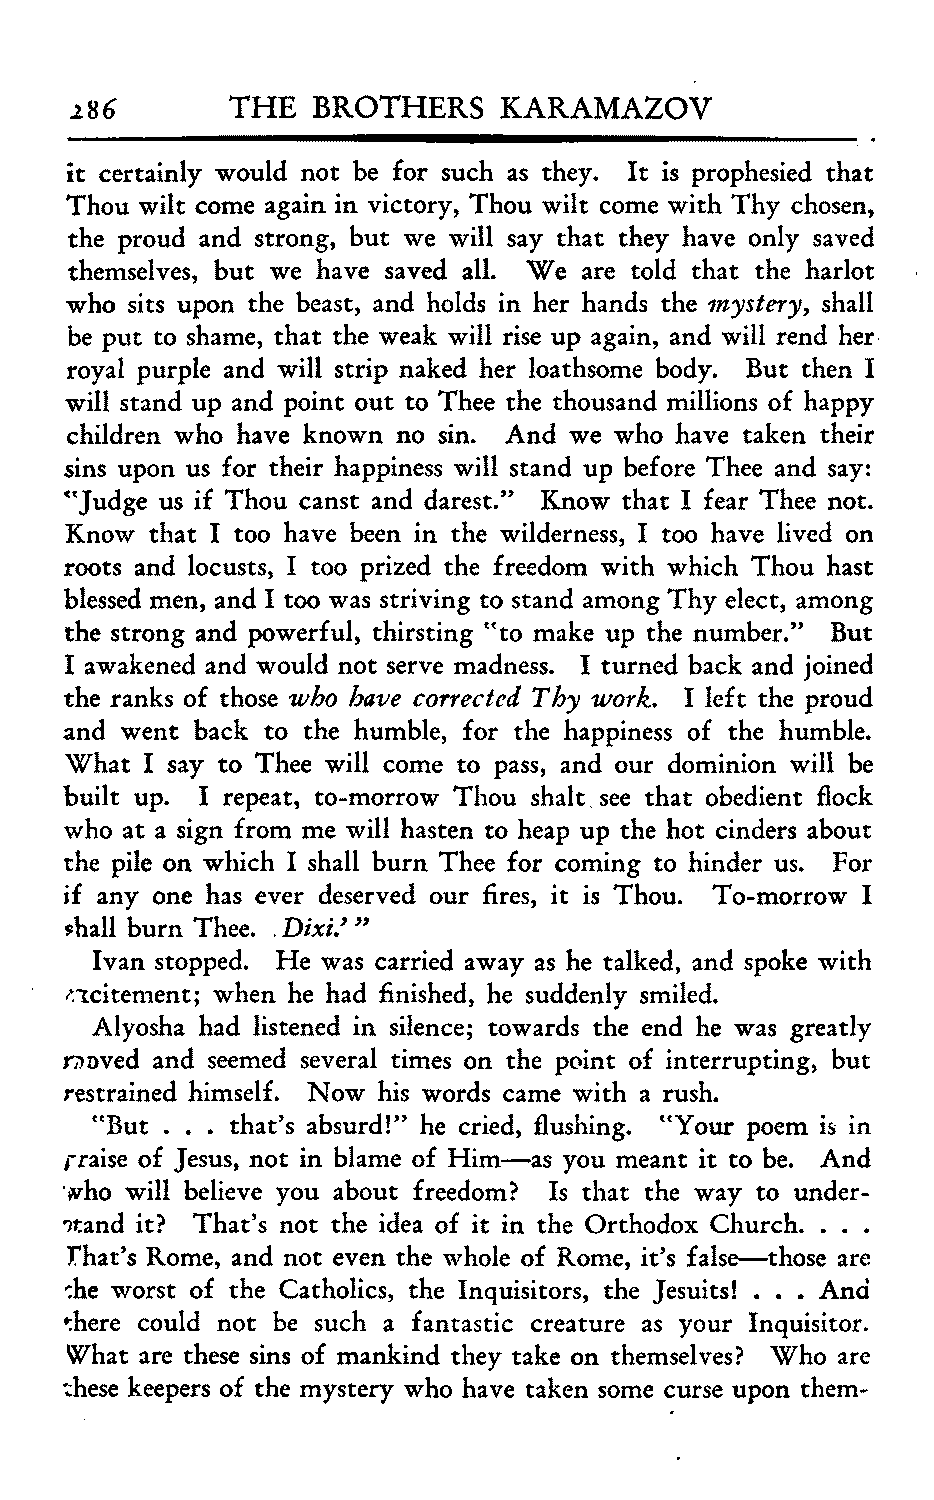 286 THE BROTHERS KARAMAZOV
it certainly would not be for such as they. It is prophesied that
Thou wilt come again in victory, Thou wilt come with Thy chosen,
the proud and strong, but we will say that they have only saved
themselves, but we have saved all. We are told that the harlot
who sits upon the beast, and holds in her hands the mystery, shall
be put to shame, that the weak will rise up again, and will rend her
royal purple and will strip naked her loathsome body. But then I
will stand up and point out to Thee the thousand millions of happy
children who have known no sin. And we who have taken their
sins upon us for their happiness will stand up before Thee and say:
"Judge us if Thou canst and darest." Know that I fear Thee not.
Know that I too have been in the wilderness, I too have lived on
roots and locusts, I too prized the freedom with which Thou hast
blessed men, and I too was striving to stand among Thy elect, among
the strong and powerful, thirsting "to make up the number." But
I awakened and would not serve madness. I turned back and joined
the ranks of those who have corrected Thy work. I left the proud
and went back to the humble, for the happiness of the humble.
What I say to Thee will come to pass, and our dominion will be
built up. I repeat, to-morrow Thou shalt see that obedient flock
who at a sign from me will hasten to heap up the hot cinders about
the pile on which I shall burn Thee for coming to hinder us. For
if any one has ever deserved our fires, it is Thou. To-morrow I
shall burn Thee. Dixi.' "
Ivan stopped. He was carried away as he talked, and spoke with
excitement; when he had finished, he suddenly smiled.
Alyosha had listened in silence; towards the end he was greatly
moved and seemed several times on the point of interrupting, but
restrained himself. Now his words came with a rush.
"But . . . that's absurd!" he cried, flushing. "Your poem is in
praise of Jesus, not in blame of Him—as you meant it to be. And
who will believe you about freedom? Is that the way to under-
stand it? That's not the idea of it in the Orthodox Church. . . .
That's Rome, and not even the whole of Rome, it's false—those are
the worst of the Catholics, the Inquisitors, the Jesuits! . . . And
there could not be such a fantastic creature as your Inquisitor.
What are these sins of mankind they take on themselves? Who are
these keepers of the mystery who have taken some curse upon them-